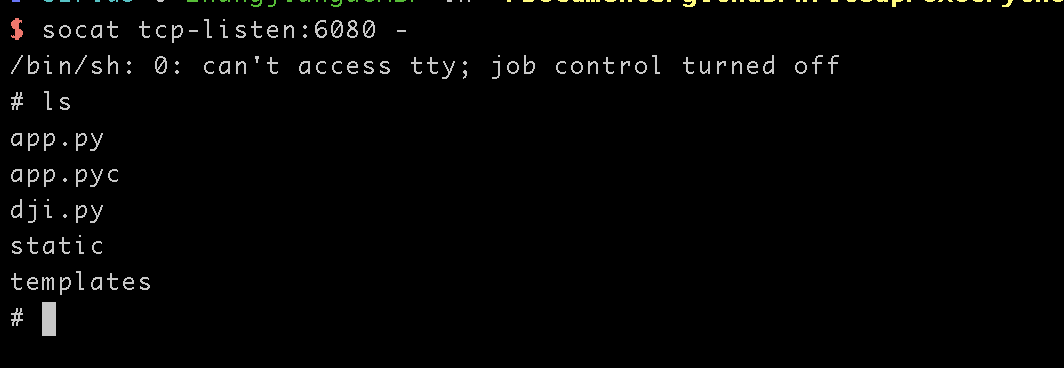 $ socat tcp-listen:6080 -
/bin/sh: 0: can't access tty; job control turned off
# ls
app.py
app.pyc
dji.py
static
templates
#